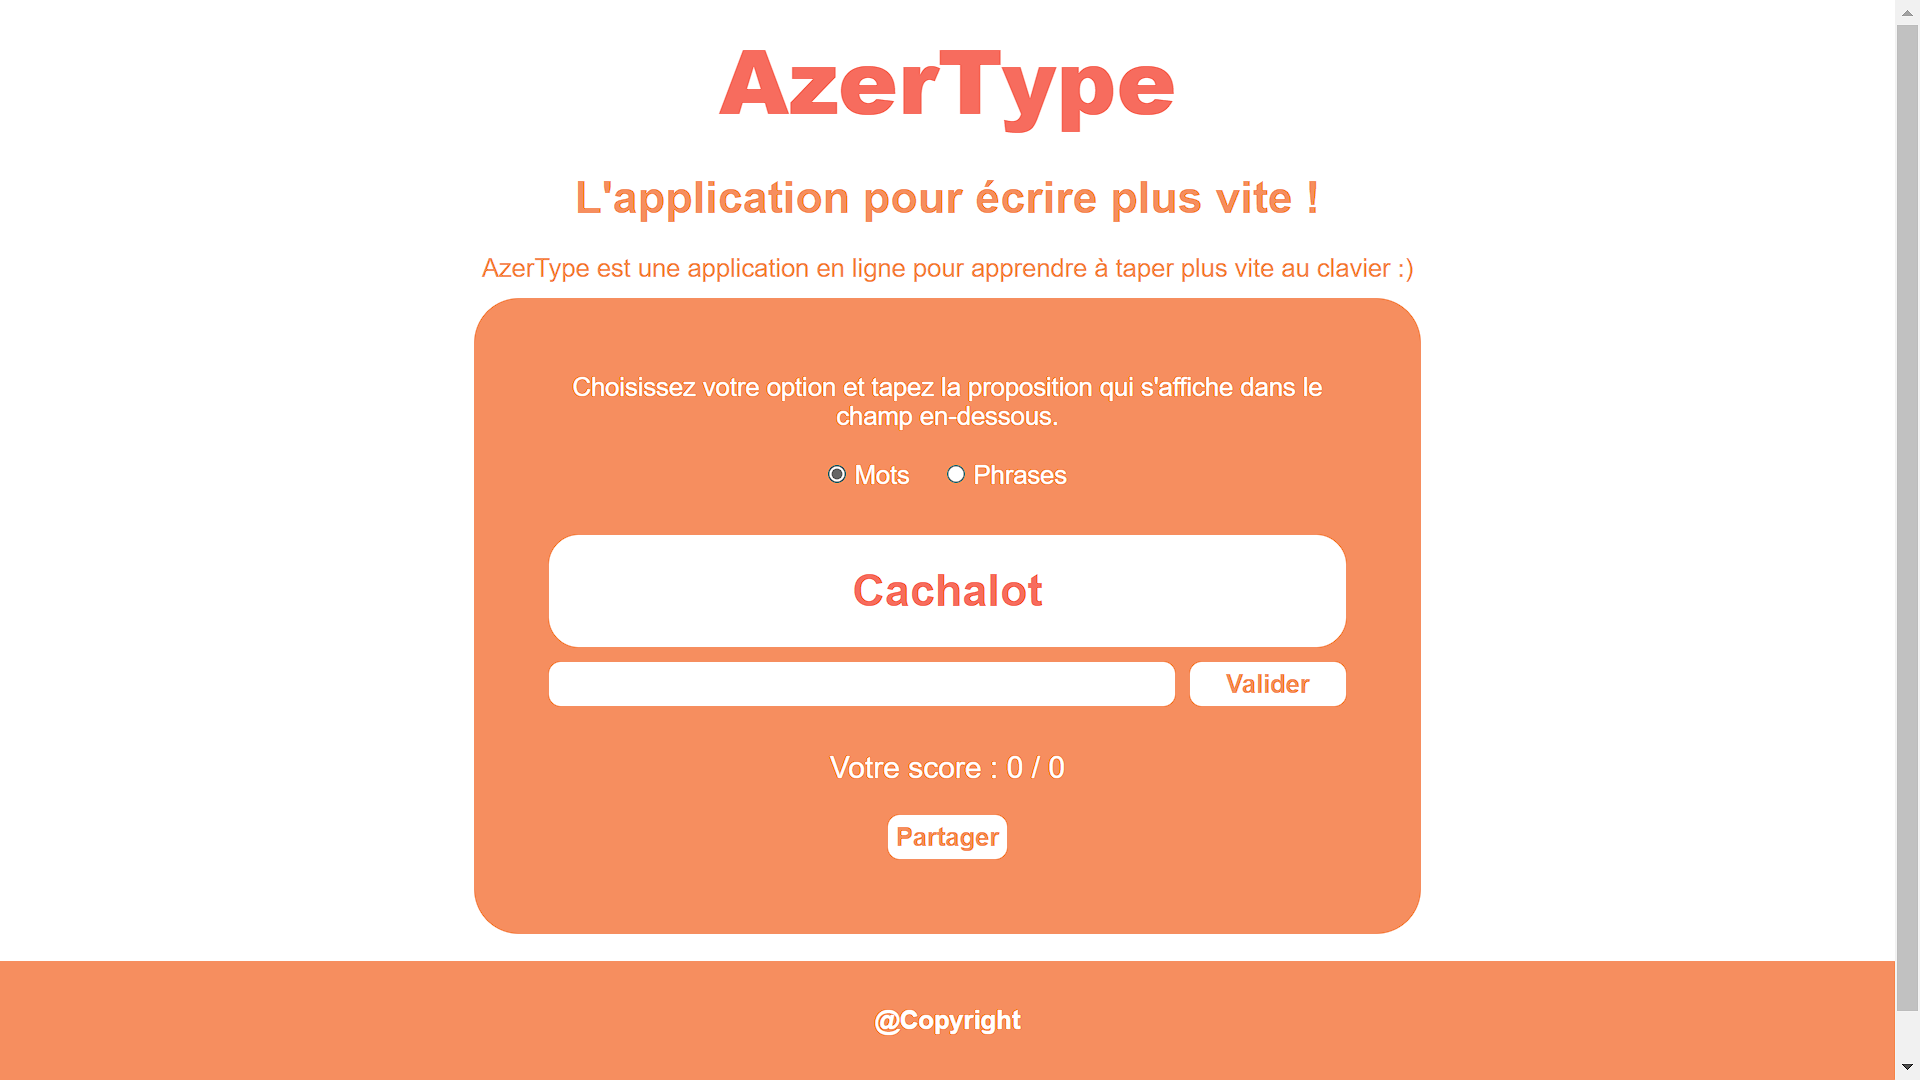 AzerType
L'application pour écrire plus vite !
AzerType est une application en ligne pour apprendre à taper plus vite au clavier :)
Choisissez votre option et tapez la proposition qui s'affiche dans le
champ en-dessous.
Mots Phrases
Cachalot
Valider
Votre score : 0 / 0
Partager
@Copyright